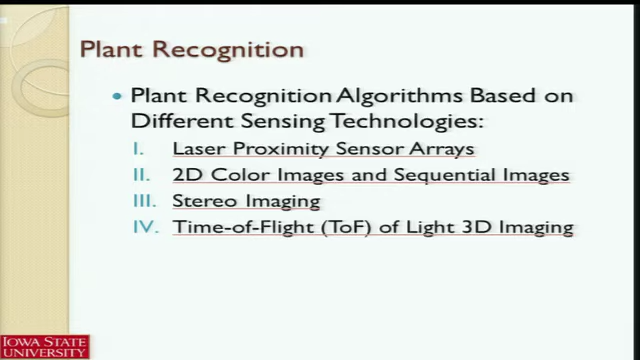 Plant Recognition
• Plant Recognition Algorithms Based on
Different Sensing Technologies:
I. Laser Proximity Sensor Arrays
II. 2D Color Images and Sequential Images
III. Stereo Imaging
IV. Time-of-Flight (ToF) of Light 3D Imaging
IOWA STATE
UNIVERSITY